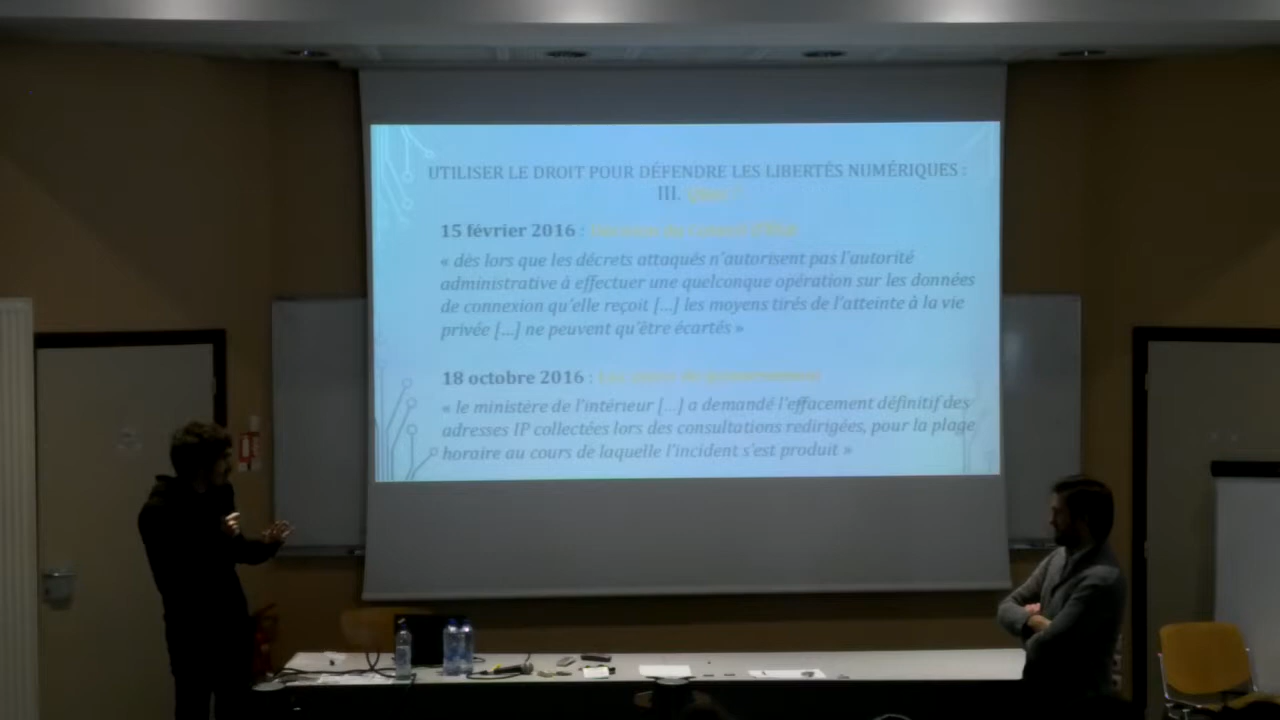 UTILISER LE DROIT POUR DÉFENDRE LES LIBERTÉS NUMÉRIQUES :
III.
15 février 2016 :
« dès lors que les décrets attaqués n'autorisent pas l'autorité
administrative à effectuer une quelconque opération sur les données
de connexion qu'elle reçoit [...] les moyens tirés de l'atteinte à la vie
privée [...] ne peuvent qu'être écartés »
18 octobre 2016 :
« le ministère de l'intérieur [...] a demandé l'effacement définitif des
adresses IP collectées lors des consultations redirigées, pour la plage
horaire au cours de laquelle l'incident s'est produit »